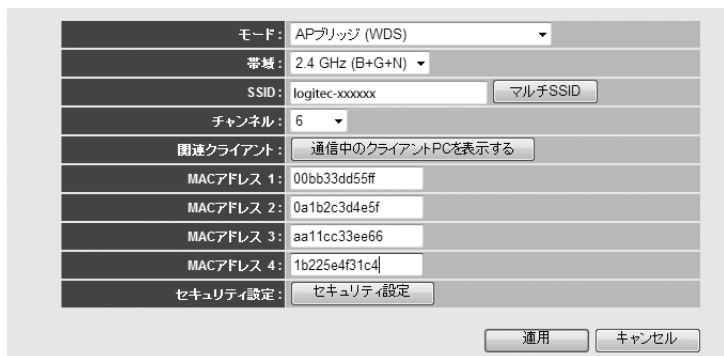 モード: APブリッジ (WDS)
帯域: 2.4 GHz (B+G+N)
SSID: logitec-xxxxxx マルチSSID
チャンネル: 6
関連クライアント: 通信中のクライアントPCを表示する
MACアドレス 1: 00bb33dd55ff
MACアドレス 2: 0a1b2c3d4e5f
MACアドレス 3: aa11cc33ee66
MACアドレス 4: 1b225e4f31c4
セキュリティ設定: セキュリティ設定
適用 キャンセル